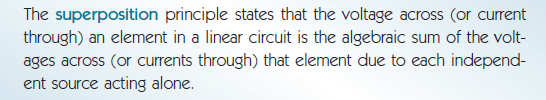 The superposition principle states that the voltage across (or current
through) an element in a linear circuit is the algebraic sum of the volt-
ages across (or currents through) that element due to each independ-
ent source acting alone.